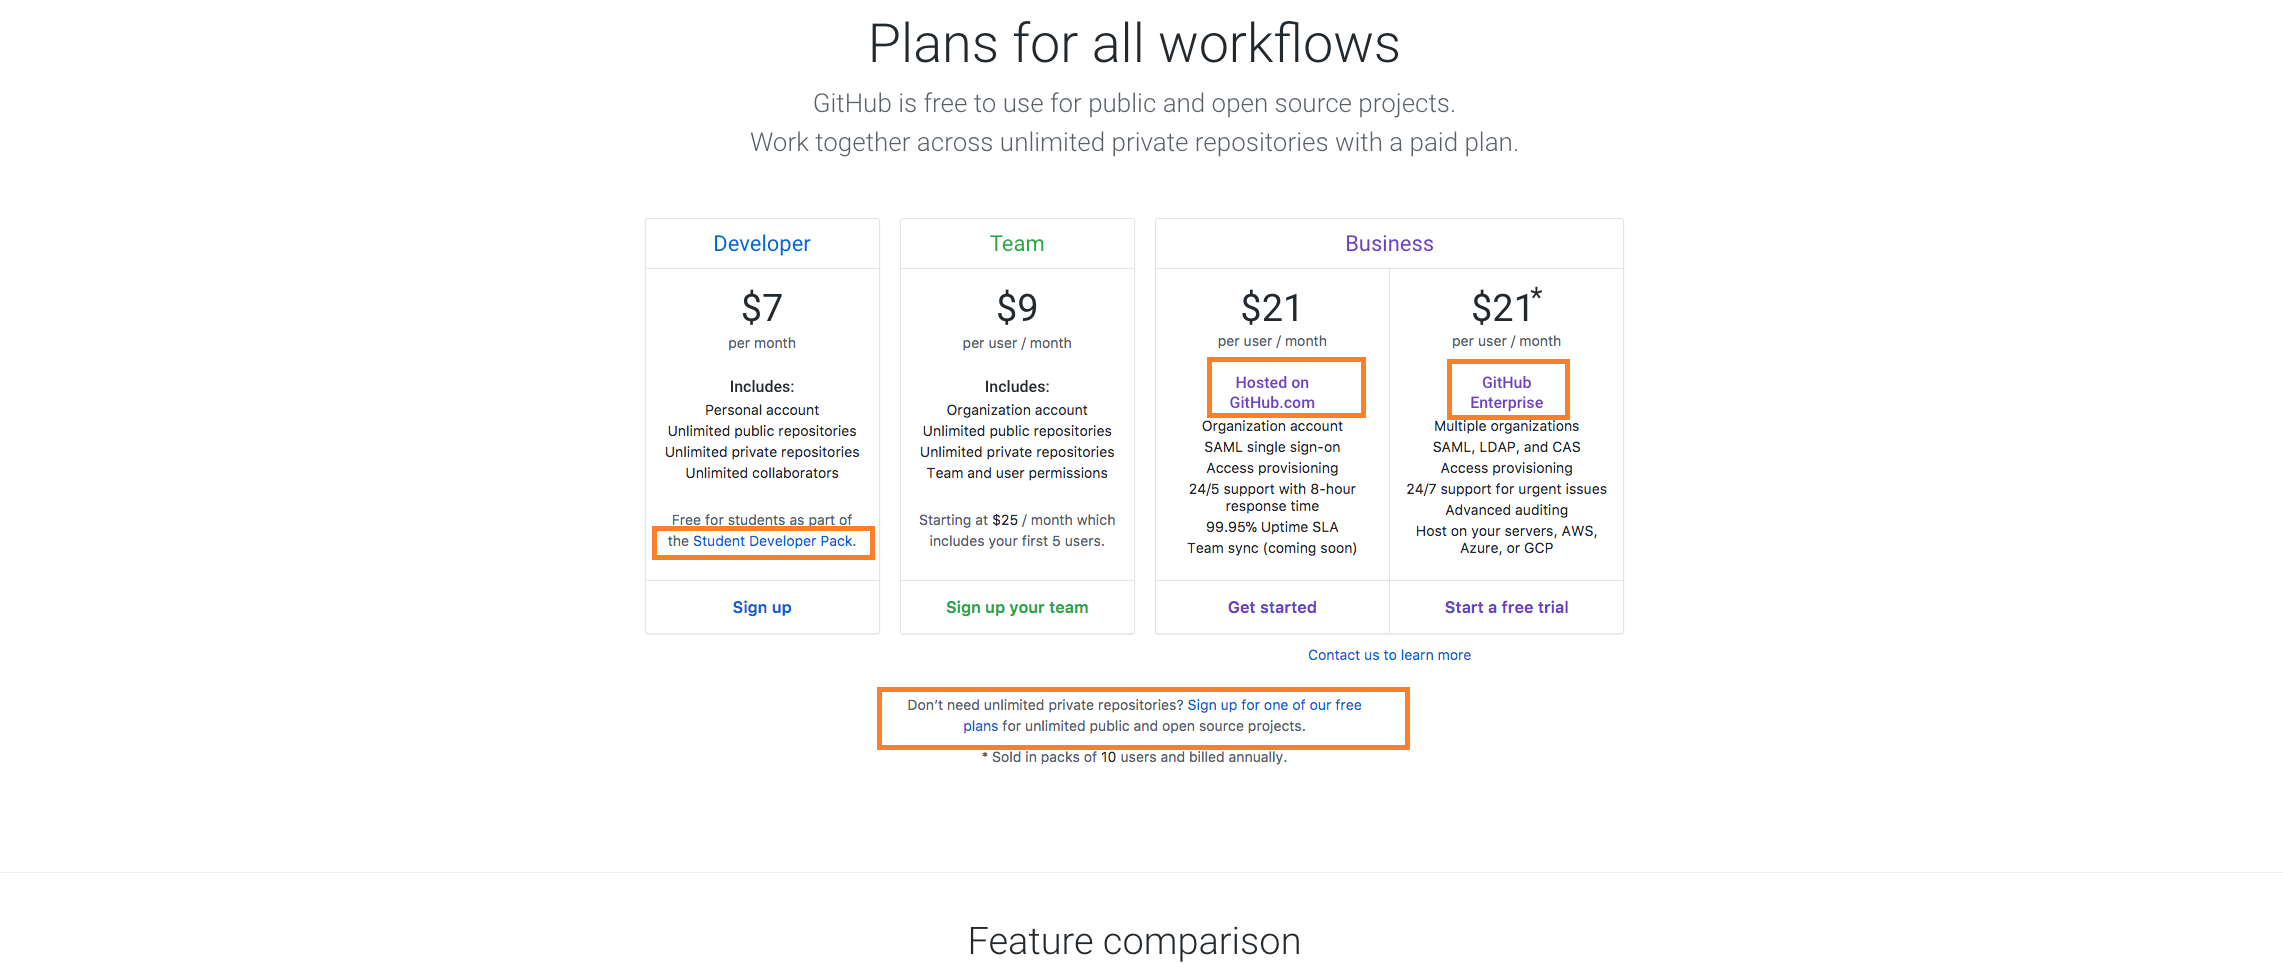 Plans for all workflows
GitHub is free to use for public and open source projects.
Work together across unlimited private repositories with a paid plan.
Developer
$7
per month
Includes:
Personal account
Unlimited public repositories
Unlimited private repositories
Unlimited collaborators
Free for students as part of
the Student Developer Pack.
Sign up
Team
$9
per user / month
Includes:
Organization account
Unlimited public repositories
Unlimited private repositories
Team and user permissions
Starting at $25 / month which
includes your first 5 users.
Sign up your team
Business
$21
per user / month
Hosted on
GitHub.com
Organization account
SAML single sign-on
Access provisioning
24/5 support with 8-hour
response time
99.95% Uptime SLA
Team sync (coming soon)
Get started
$21*
per user / month
GitHub
Enterprise
Multiple organizations
SAML, LDAP, and CAS
Access provisioning
24/7 support for urgent issues
Advanced auditing
Host on your servers, AWS,
Azure, or GCP
Start a free trial
Contact us to learn more
Don’t need unlimited private repositories? Sign up for one of our free
plans for unlimited public and open source projects.
* Sold in packs of 10 users and billed annually.
Feature comparison